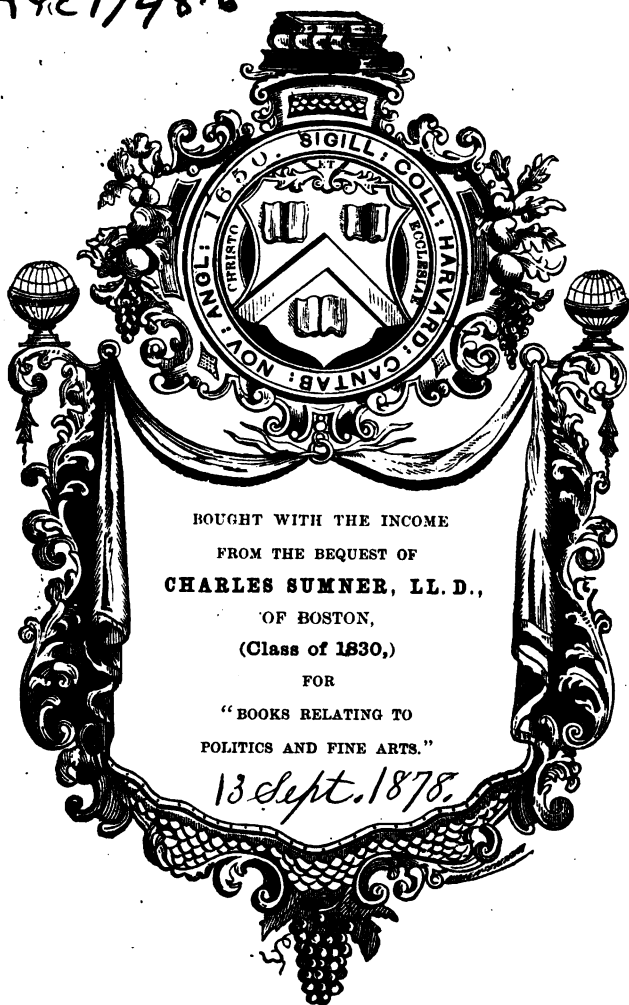 SIGILL: COLL: HARVARD: CANTAB: NOV: ANGL: 1650.
ET
CHRISTO
ECCLESIAE
BOUGHT WITH THE INCOME
FROM THE BEQUEST OF
CHARLES SUMNER, LL. D.,
OF BOSTON,
(Class of 1830,)
FOR
"BOOKS RELATING TO
POLITICS AND FINE ARTS."
13 Sept. 1878.